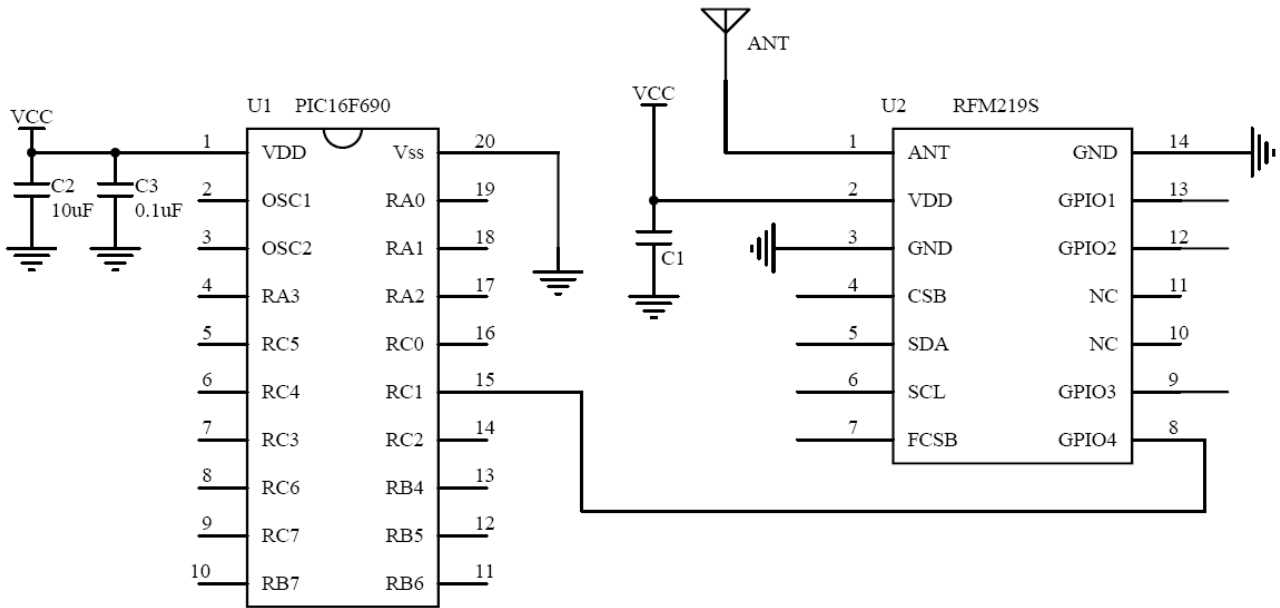 ANT
VCC
C2
10uF
C3
0.1uF
U1 PIC16F690
1 VDD Vss 20
2 OSC1 RA0 19
3 OSC2 RA1 18
4 RA3 RA2 17
5 RC5 RC0 16
6 RC4 RC1 15
7 RC3 RC2 14
8 RC6 RB4 13
9 RC7 RB5 12
10 RB7 RB6 11
VCC
C1
U2 RFM219S
1 ANT GND 14
2 VDD GPIO1 13
3 GND GPIO2 12
4 CSB NC 11
5 SDA NC 10
6 SCL GPIO3 9
7 FCSB GPIO4 8